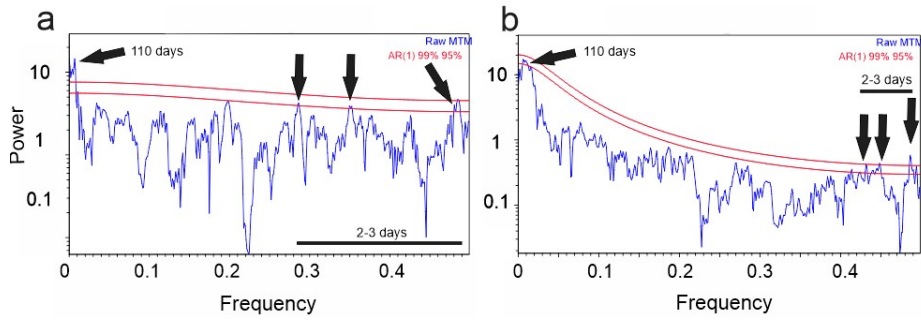 a
Raw MTM
AR(1) 99% 95%
110 days
2-3 days
Power
10
1
0.1
0
0.1
0.2
0.3
0.4
Frequency
b
Raw MTM
AR(1) 99% 95%
110 days
2-3 days
10
1
0.1
0
0.1
0.2
0.3
0.4
Frequency